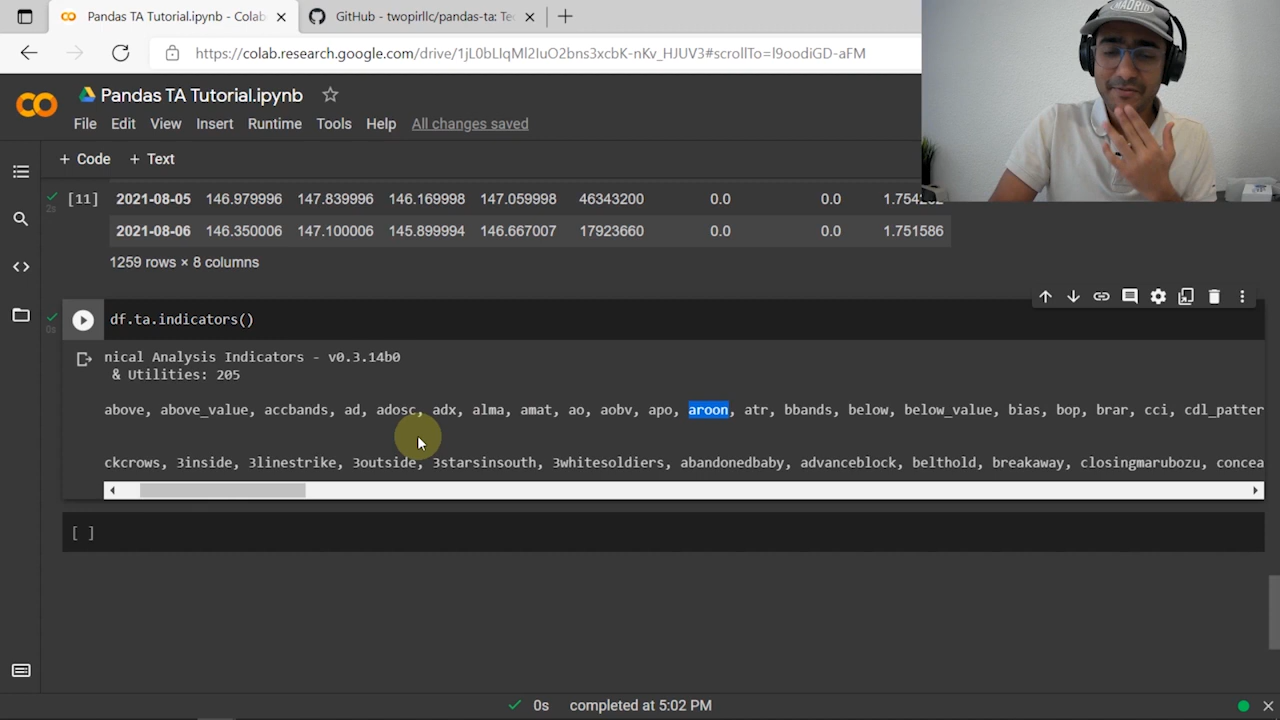 Pandas TA Tutorial.ipynb - Colab
GitHub - twopirllc/pandas-ta: Te
https://colab.research.google.com/drive/1jL0bLIqMl2IuO2bns3xcbK-nKv_HJUV3#scrollTo=l9oodiGD-aFM
MADRID
Pandas TA Tutorial.ipynb
File Edit View Insert Runtime Tools Help All changes saved
+ Code + Text
[11] 2021-08-05 146.979996 147.839996 146.169998 147.059998 46343200 0.0 0.0 1.754202
2s
2021-08-06 146.350006 147.100006 145.899994 146.667007 17923660 0.0 0.0 1.751586
1259 rows × 8 columns
df.ta.indicators()
0s
nical Analysis Indicators - v0.3.14b0
& Utilities: 205
above, above_value, accbands, ad, adosc, adx, alma, amat, ao, aobv, apo, aroon, atr, bbands, below, below_value, bias, bop, brar, cci, cdl_patter
ckcrows, 3inside, 3linestrike, 3outside, 3starsinsouth, 3whitesoldiers, abandonedbaby, advanceblock, belthold, breakaway, closingmarubozu, concea
[ ]
0s completed at 5:02 PM